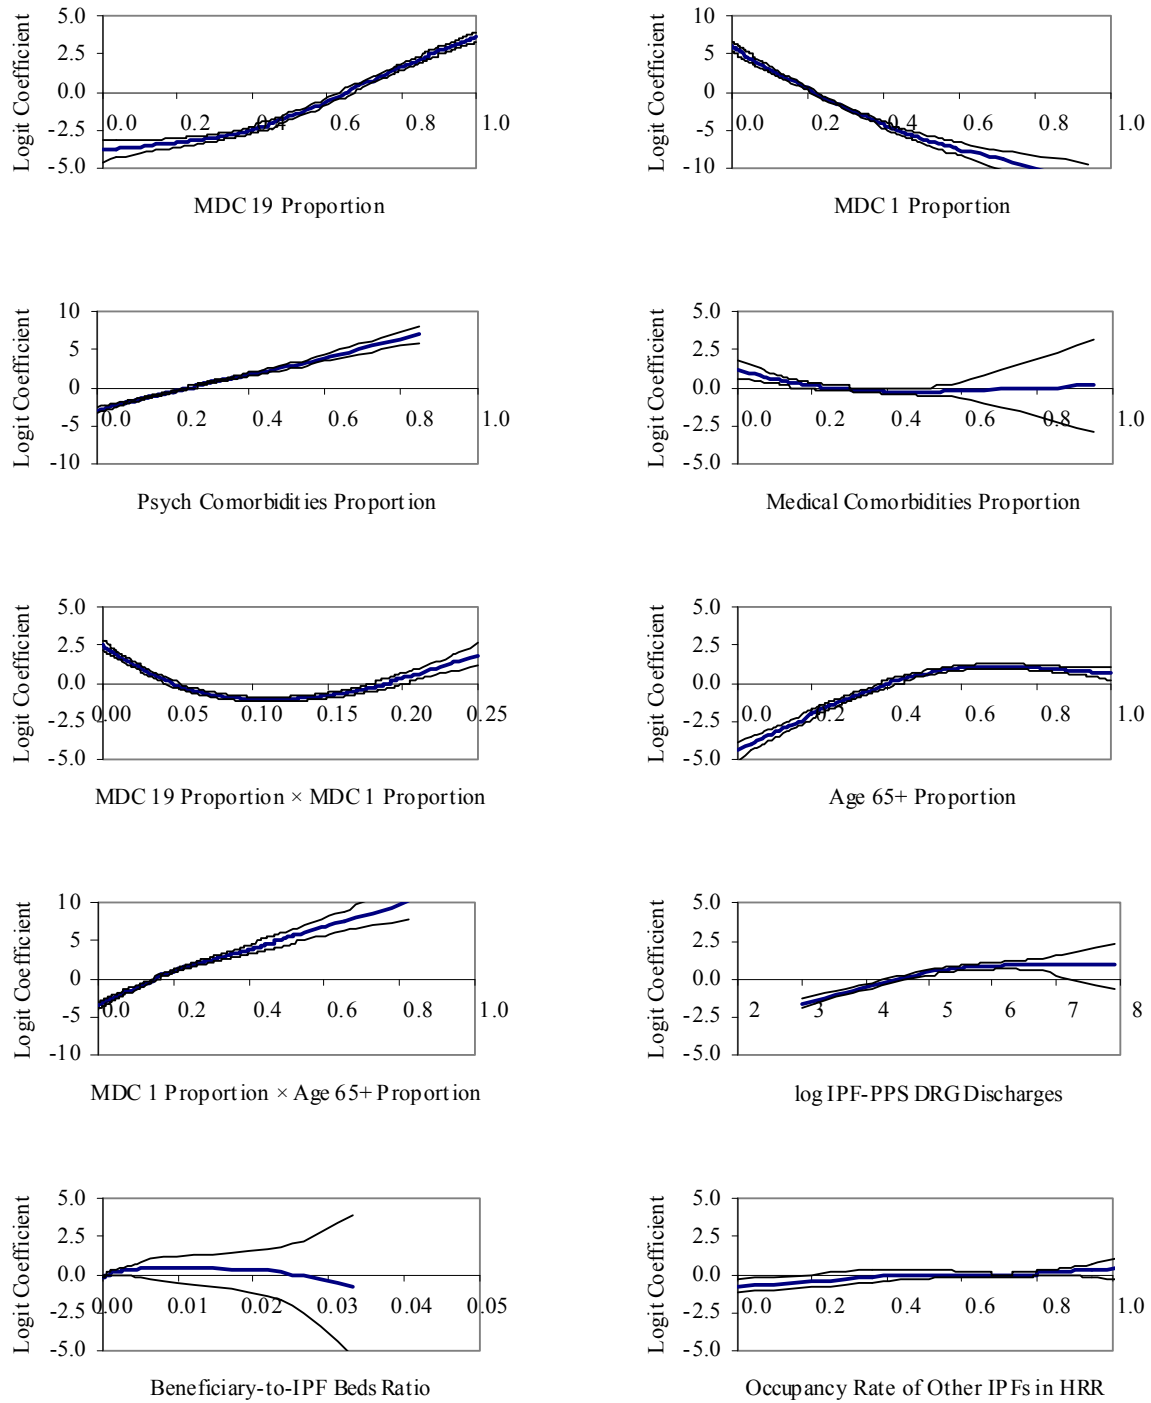 5.0
2.5
0.0
-2.5
-5.0
Logit Coefficient
0.0 0.2 0.4 0.6 0.8 1.0
MDC 19 Proportion
10
5
0
-5
-10
Logit Coefficient
0.0 0.2 0.4 0.6 0.8 1.0
MDC 1 Proportion
10
5
0
-5
-10
Logit Coefficient
0.0 0.2 0.4 0.6 0.8 1.0
Psych Comorbidities Proportion
5.0
2.5
0.0
-2.5
-5.0
Logit Coefficient
0.0 0.2 0.4 0.6 0.8 1.0
Medical Comorbidities Proportion
5.0
2.5
0.0
-2.5
-5.0
Logit Coefficient
0.00 0.05 0.10 0.15 0.20 0.25
MDC 19 Proportion × MDC 1 Proportion
5.0
2.5
0.0
-2.5
-5.0
Logit Coefficient
0.0 0.2 0.4 0.6 0.8 1.0
Age 65+ Proportion
10
5
0
-5
-10
Logit Coefficient
0.0 0.2 0.4 0.6 0.8 1.0
MDC 1 Proportion × Age 65+ Proportion
5.0
2.5
0.0
-2.5
-5.0
Logit Coefficient
2 3 4 5 6 7 8
log IPF-PPS DRG Discharges
5.0
2.5
0.0
-2.5
-5.0
Logit Coefficient
0.00 0.01 0.02 0.03 0.04 0.05
Beneficiary-to-IPF Beds Ratio
5.0
2.5
0.0
-2.5
-5.0
Logit Coefficient
0.0 0.2 0.4 0.6 0.8 1.0
Occupancy Rate of Other IPFs in HRR